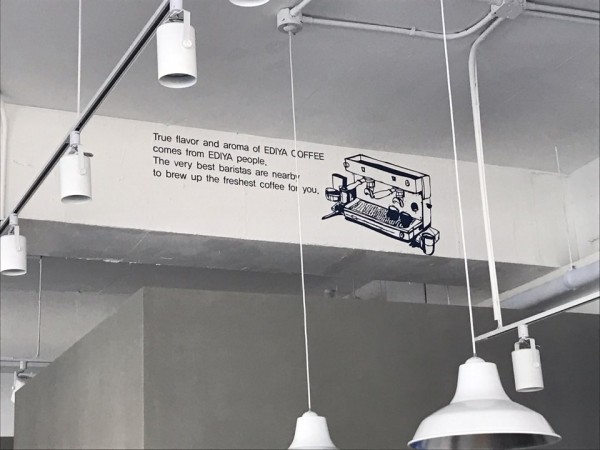 True flavor and aroma of EDIYA COFFEE
comes from EDIYA people.
The very best baristas are nearby
to brew up the freshest coffee for you.